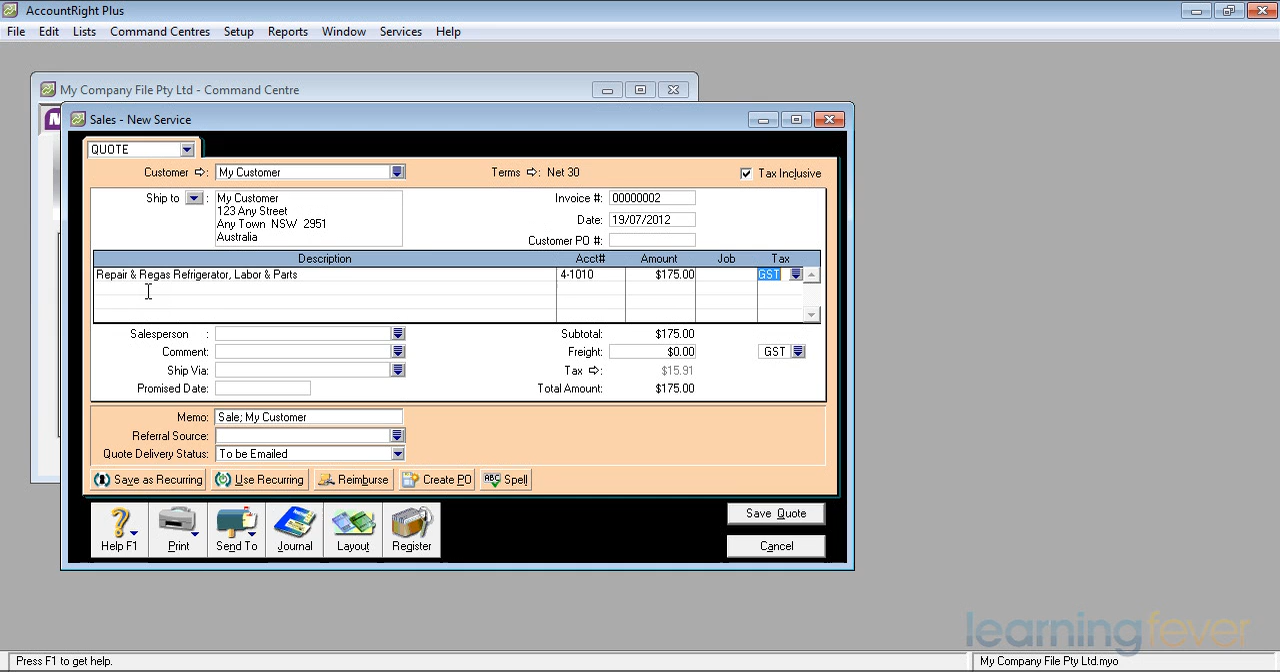 AccountRight Plus
File Edit Lists Command Centres Setup Reports Window Services Help
My Company File Pty Ltd - Command Centre
Sales - New Service
QUOTE
Customer : My Customer Terms : Net 30 Tax Inclusive
Ship to : My Customer
123 Any Street
Any Town NSW 2951
Australia
Invoice #: 00000002
Date: 19/07/2012
Customer PO #:
Description Acct# Amount Job Tax
Repair & Regas Refrigerator, Labor & Parts 4-1010 $175.00 GST
Salesperson : Subtotal: $175.00
Comment: Freight: $0.00 GST
Ship Via: Tax : $15.91
Promised Date: Total Amount: $175.00
Memo: Sale; My Customer
Referral Source:
Quote Delivery Status: To be Emailed
Save as Recurring Use Recurring Reimburse Create PO ABC Spell
Help F1 Print Send To Journal Layout Register
Save Quote
Cancel
learningfever
Press F1 to get help. My Company File Pty Ltd.myo